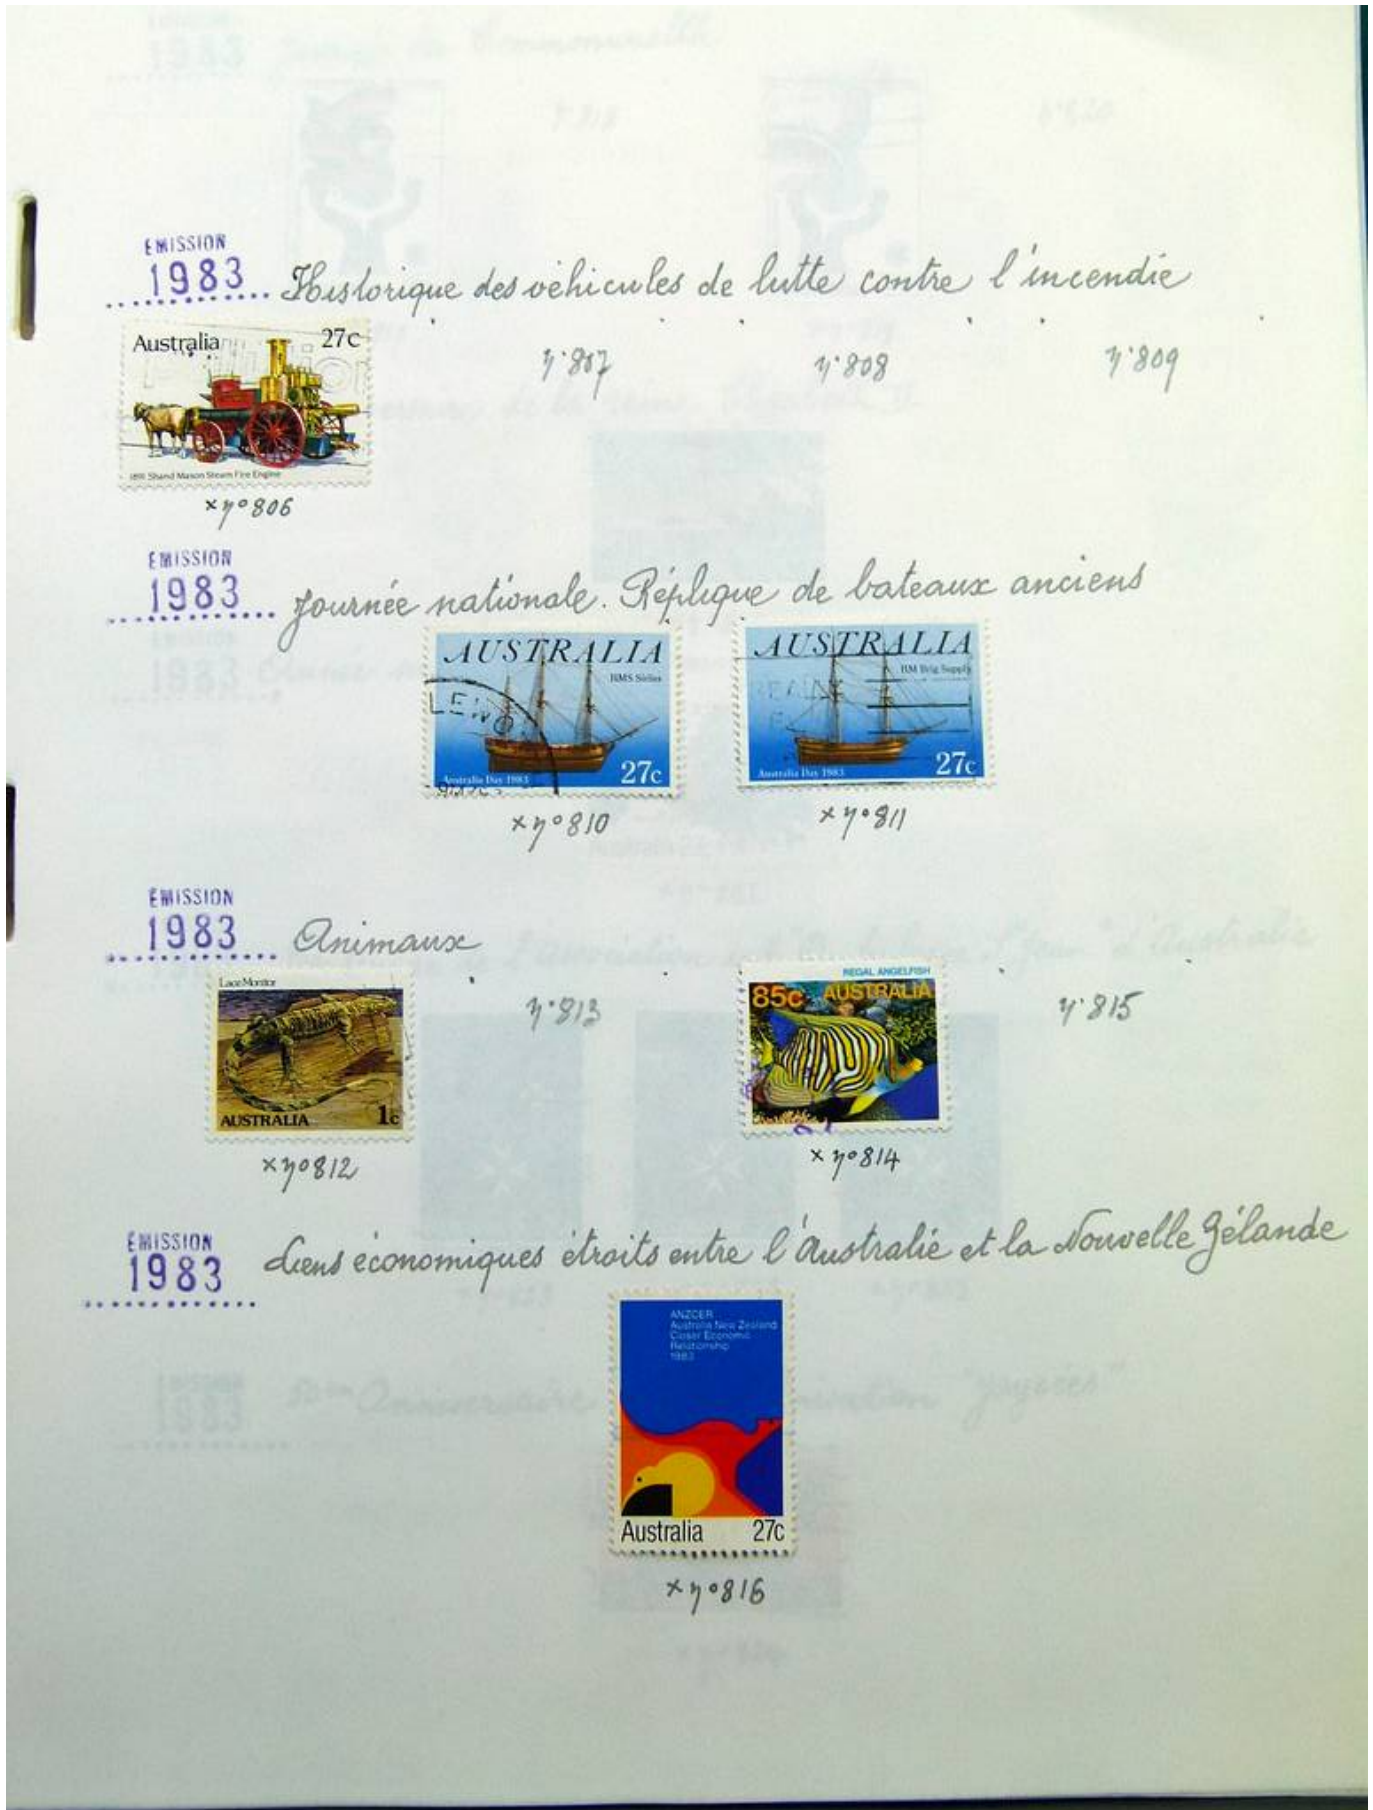 ÉMISSION
1983 Historique des véhicules de lutte contre l'incendie
Australia 27c
1891 Shand Mason Steam Fire Engine
n°807 n°808 n°809
x n°806
ÉMISSION
1983 Journée nationale. Réplique de bateaux anciens
AUSTRALIA
HMS Sirius
Australia Day 1983 27c
AUSTRALIA
HM Brig Supply
Australia Day 1983 27c
x n°810 x n°811
ÉMISSION
1983 Animaux
Lace Monitor
AUSTRALIA 1c
n°813
REGAL ANGELFISH
85c AUSTRALIA
n°815
x n°812 x n°814
ÉMISSION
1983 Liens économiques étroits entre l'Australie et la Nouvelle Zélande
ANZCER
Australia New Zealand
Closer Economic
Relationship
1983
Australia 27c
x n°816